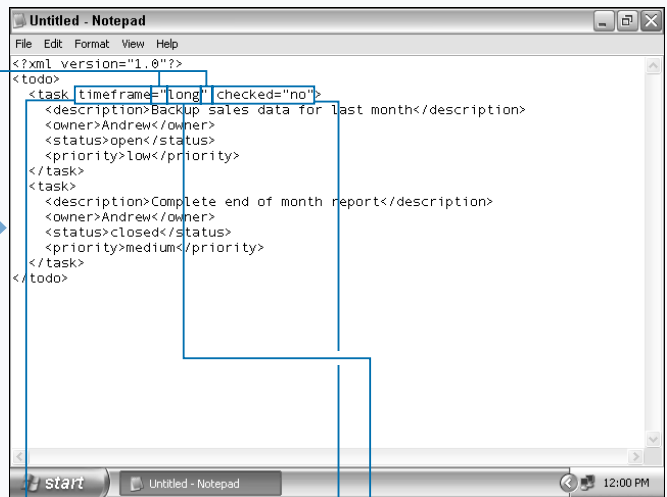 Untitled - Notepad
File Edit Format View Help
<?xml version="1.0"?>
<todo>
<task timeframe="long" checked="no">
<description>Backup sales data for last month</description>
<owner>Andrew</owner>
<status>open</status>
<priority>low</priority>
</task>
<task>
<description>Complete end of month report</description>
<owner>Andrew</owner>
<status>closed</status>
<priority>medium</priority>
</task>
</todo>
start Untitled - Notepad 12:00 PM